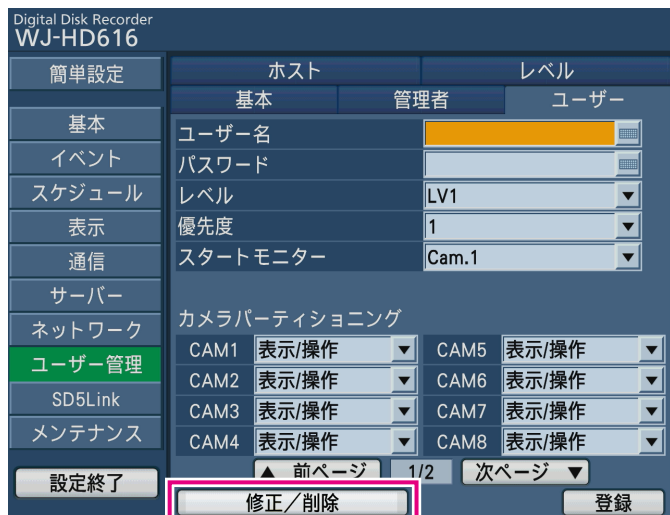 Digital Disk Recorder
WJ-HD616
簡単設定
基本
イベント
スケジュール
表示
通信
サーバー
ネットワーク
ユーザー管理
SD5Link
メンテナンス
設定終了
ホスト レベル
基本 管理者 ユーザー
ユーザー名
パスワード
レベル LV1
優先度 1
スタートモニター Cam.1
カメラパーティショニング
CAM1 表示/操作 CAM5 表示/操作
CAM2 表示/操作 CAM6 表示/操作
CAM3 表示/操作 CAM7 表示/操作
CAM4 表示/操作 CAM8 表示/操作
▲ 前ページ 1/2 次ページ ▼
修正/削除 登録